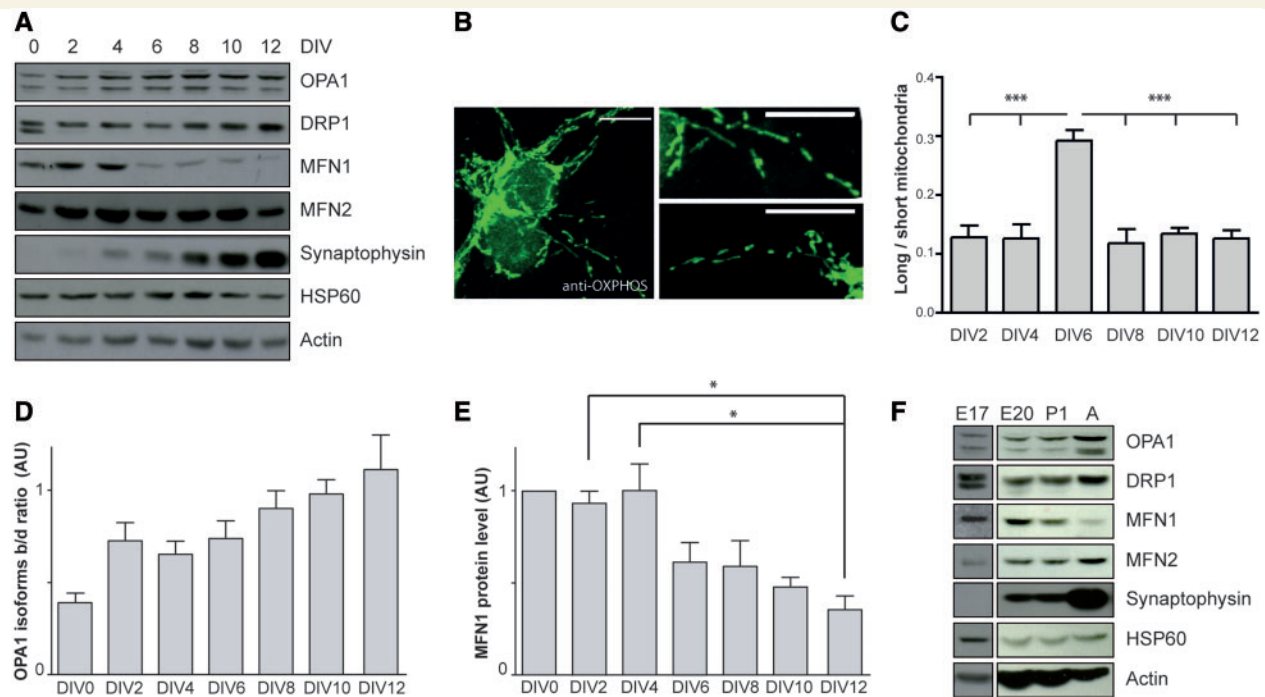 A
0 2 4 6 8 10 12 DIV
OPA1
DRP1
MFN1
MFN2
Synaptophysin
HSP60
Actin
B
anti-OXPHOS
C
Long / short mitochondria
0.4
0.3
0.2
0.1
0.0
*** ***
DIV2 DIV4 DIV6 DIV8 DIV10 DIV12
D
OPA1 isoforms b/d ratio (AU)
1
0
DIV0 DIV2 DIV4 DIV6 DIV8 DIV10 DIV12
E
MFN1 protein level (AU)
*
*
1
0
DIV0 DIV2 DIV4 DIV6 DIV8 DIV10 DIV12
F
E17 E20 P1 A
OPA1
DRP1
MFN1
MFN2
Synaptophysin
HSP60
Actin